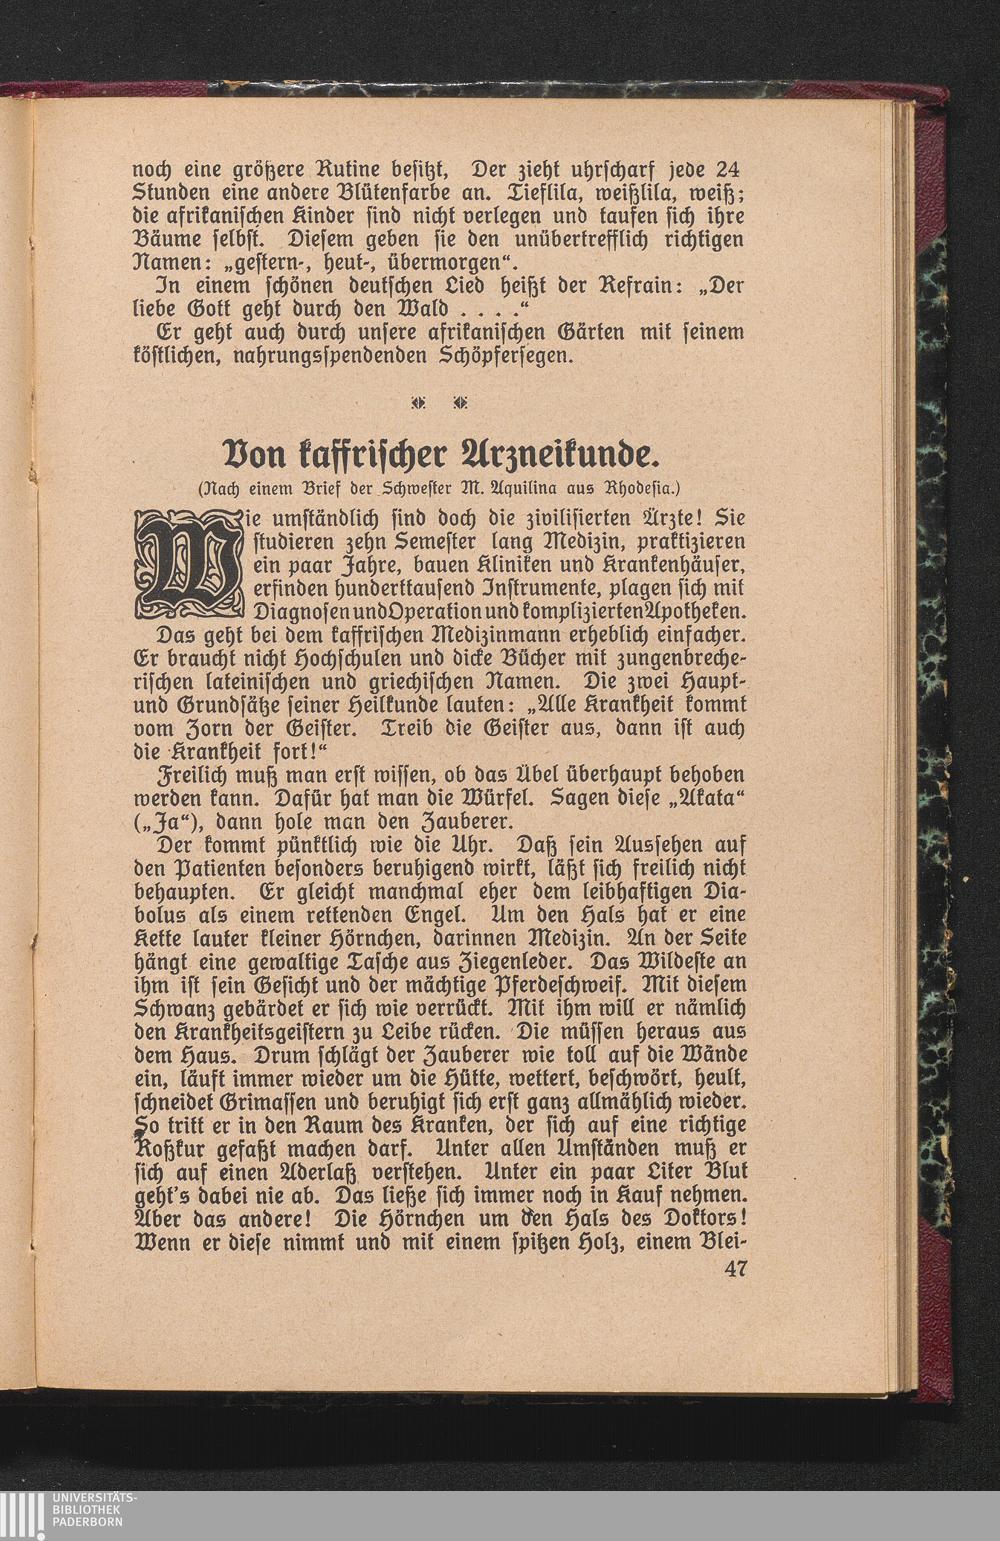 noch eine größere Rutine besitzt, Der zieht uhrscharf jede 24
Stunden eine andere Blütenfarbe an. Tieflila, weißlila, weiß;
die afrikanischen Kinder sind nicht verlegen und taufen sich ihre
Bäume selbst. Diesem geben sie den unübertrefflich richtigen
Namen: „gestern-, heut-, übermorgen“.
In einem schönen deutschen Lied heißt der Refrain: „Der
liebe Gott geht durch den Wald . . . .“
Er geht auch durch unsere afrikanischen Gärten mit seinem
köstlichen, nahrungsspendenden Schöpfersegen.
Von kaffrischer Arzneikunde.
(Nach einem Brief der Schwester M. Aquilina aus Rhodesia.)
Wie umständlich sind doch die zivilisierten Ärzte! Sie
studieren zehn Semester lang Medizin, praktizieren
ein paar Jahre, bauen Kliniken und Krankenhäuser,
erfinden hunderttausend Instrumente, plagen sich mit
Diagnosen und Operation und komplizierten Apotheken.
Das geht bei dem kaffrischen Medizinmann erheblich einfacher.
Er braucht nicht Hochschulen und dicke Bücher mit zungenbreche-
rischen lateinischen und griechischen Namen. Die zwei Haupt-
und Grundsätze seiner Heilkunde lauten: „Alle Krankheit kommt
vom Zorn der Geister. Treib die Geister aus, dann ist auch
die Krankheit fort!“
Freilich muß man erst wissen, ob das Übel überhaupt behoben
werden kann. Dafür hat man die Würfel. Sagen diese „Akata“
(„Ja“), dann hole man den Zauberer.
Der kommt pünktlich wie die Uhr. Daß sein Aussehen auf
den Patienten besonders beruhigend wirkt, läßt sich freilich nicht
behaupten. Er gleicht manchmal eher dem leibhaftigen Dia-
bolus als einem rettenden Engel. Um den Hals hat er eine
Kette lauter kleiner Hörnchen, darinnen Medizin. An der Seite
hängt eine gewaltige Tasche aus Ziegenleder. Das Wildeste an
ihm ist sein Gesicht und der mächtige Pferdeschweif. Mit diesem
Schwanz gebärdet er sich wie verrückt. Mit ihm will er nämlich
den Krankheitsgeistern zu Leibe rücken. Die müssen heraus aus
dem Haus. Drum schlägt der Zauberer wie toll auf die Wände
ein, läuft immer wieder um die Hütte, wettert, beschwört, heult,
schneidet Grimassen und beruhigt sich erst ganz allmählich wieder.
So tritt er in den Raum des Kranken, der sich auf eine richtige
Roßkur gefaßt machen darf. Unter allen Umständen muß er
sich auf einen Aderlaß verstehen. Unter ein paar Liter Blut
geht's dabei nie ab. Das ließe sich immer noch in Kauf nehmen.
Aber das andere! Die Hörnchen um den Hals des Doktors!
Wenn er diese nimmt und mit einem spitzen Holz, einem Blei-
47
UNIVERSITÄTS-
BIBLIOTHEK
PADERBORN